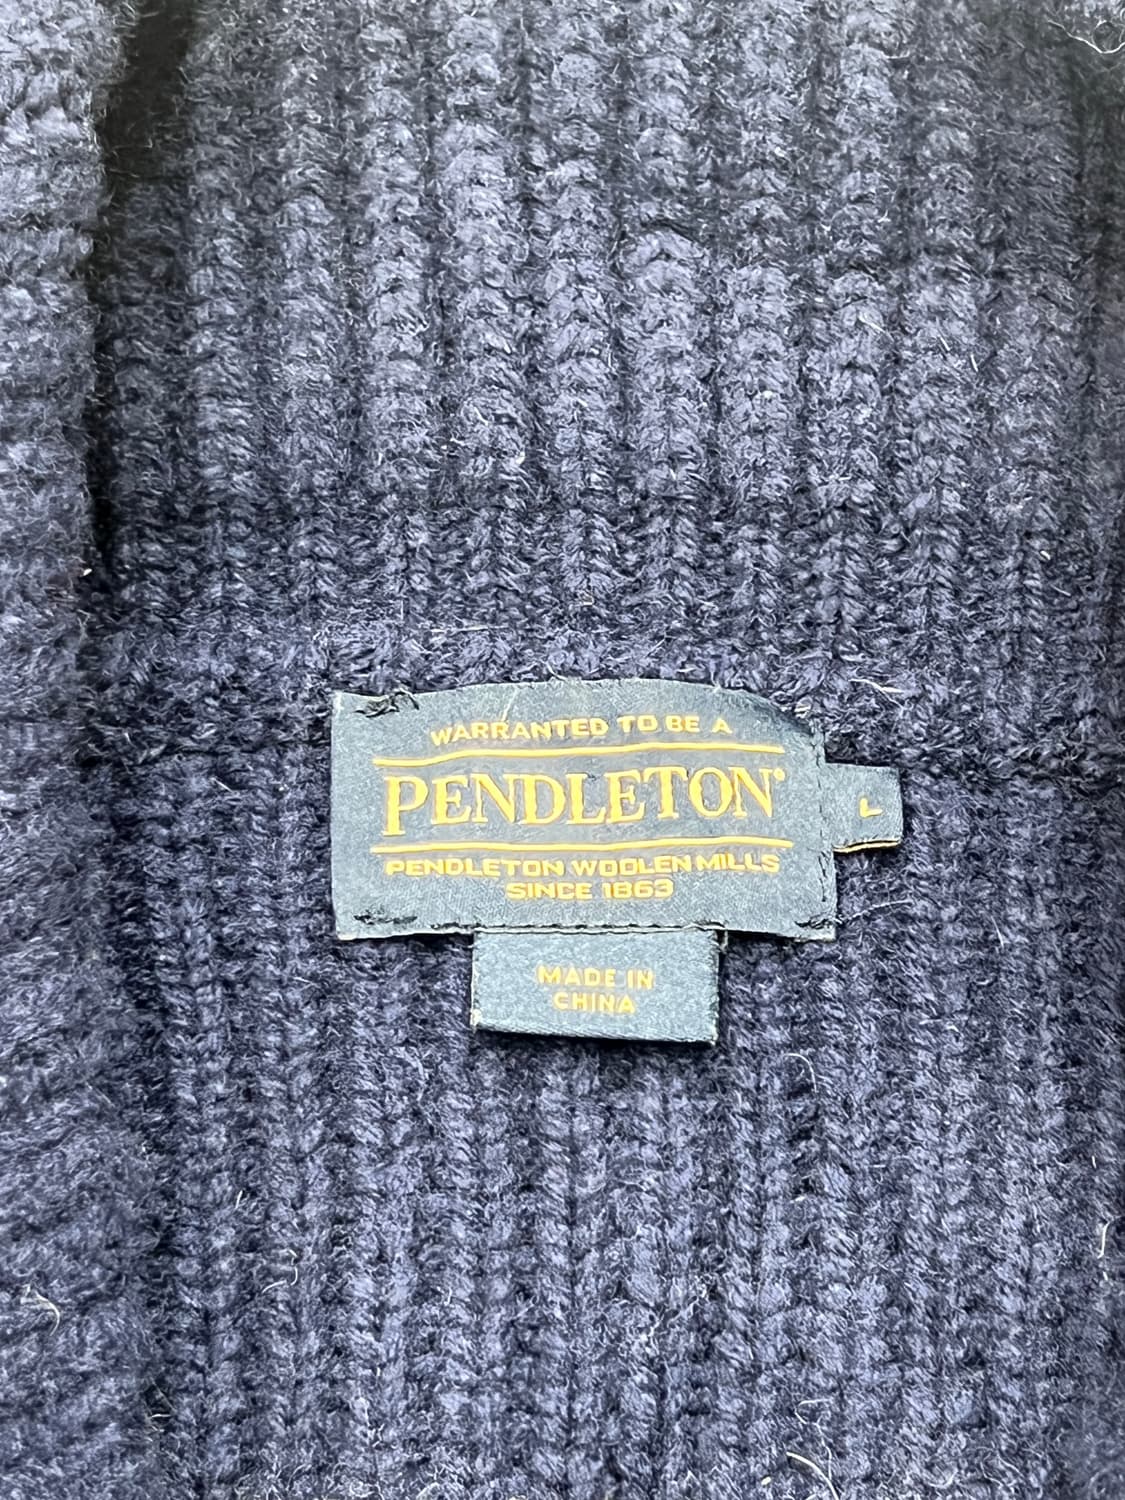 WARRANTED TO BE A
PENDLETON®
L
PENDLETON WOOLEN MILLS
SINCE 1863
MADE IN
CHINA